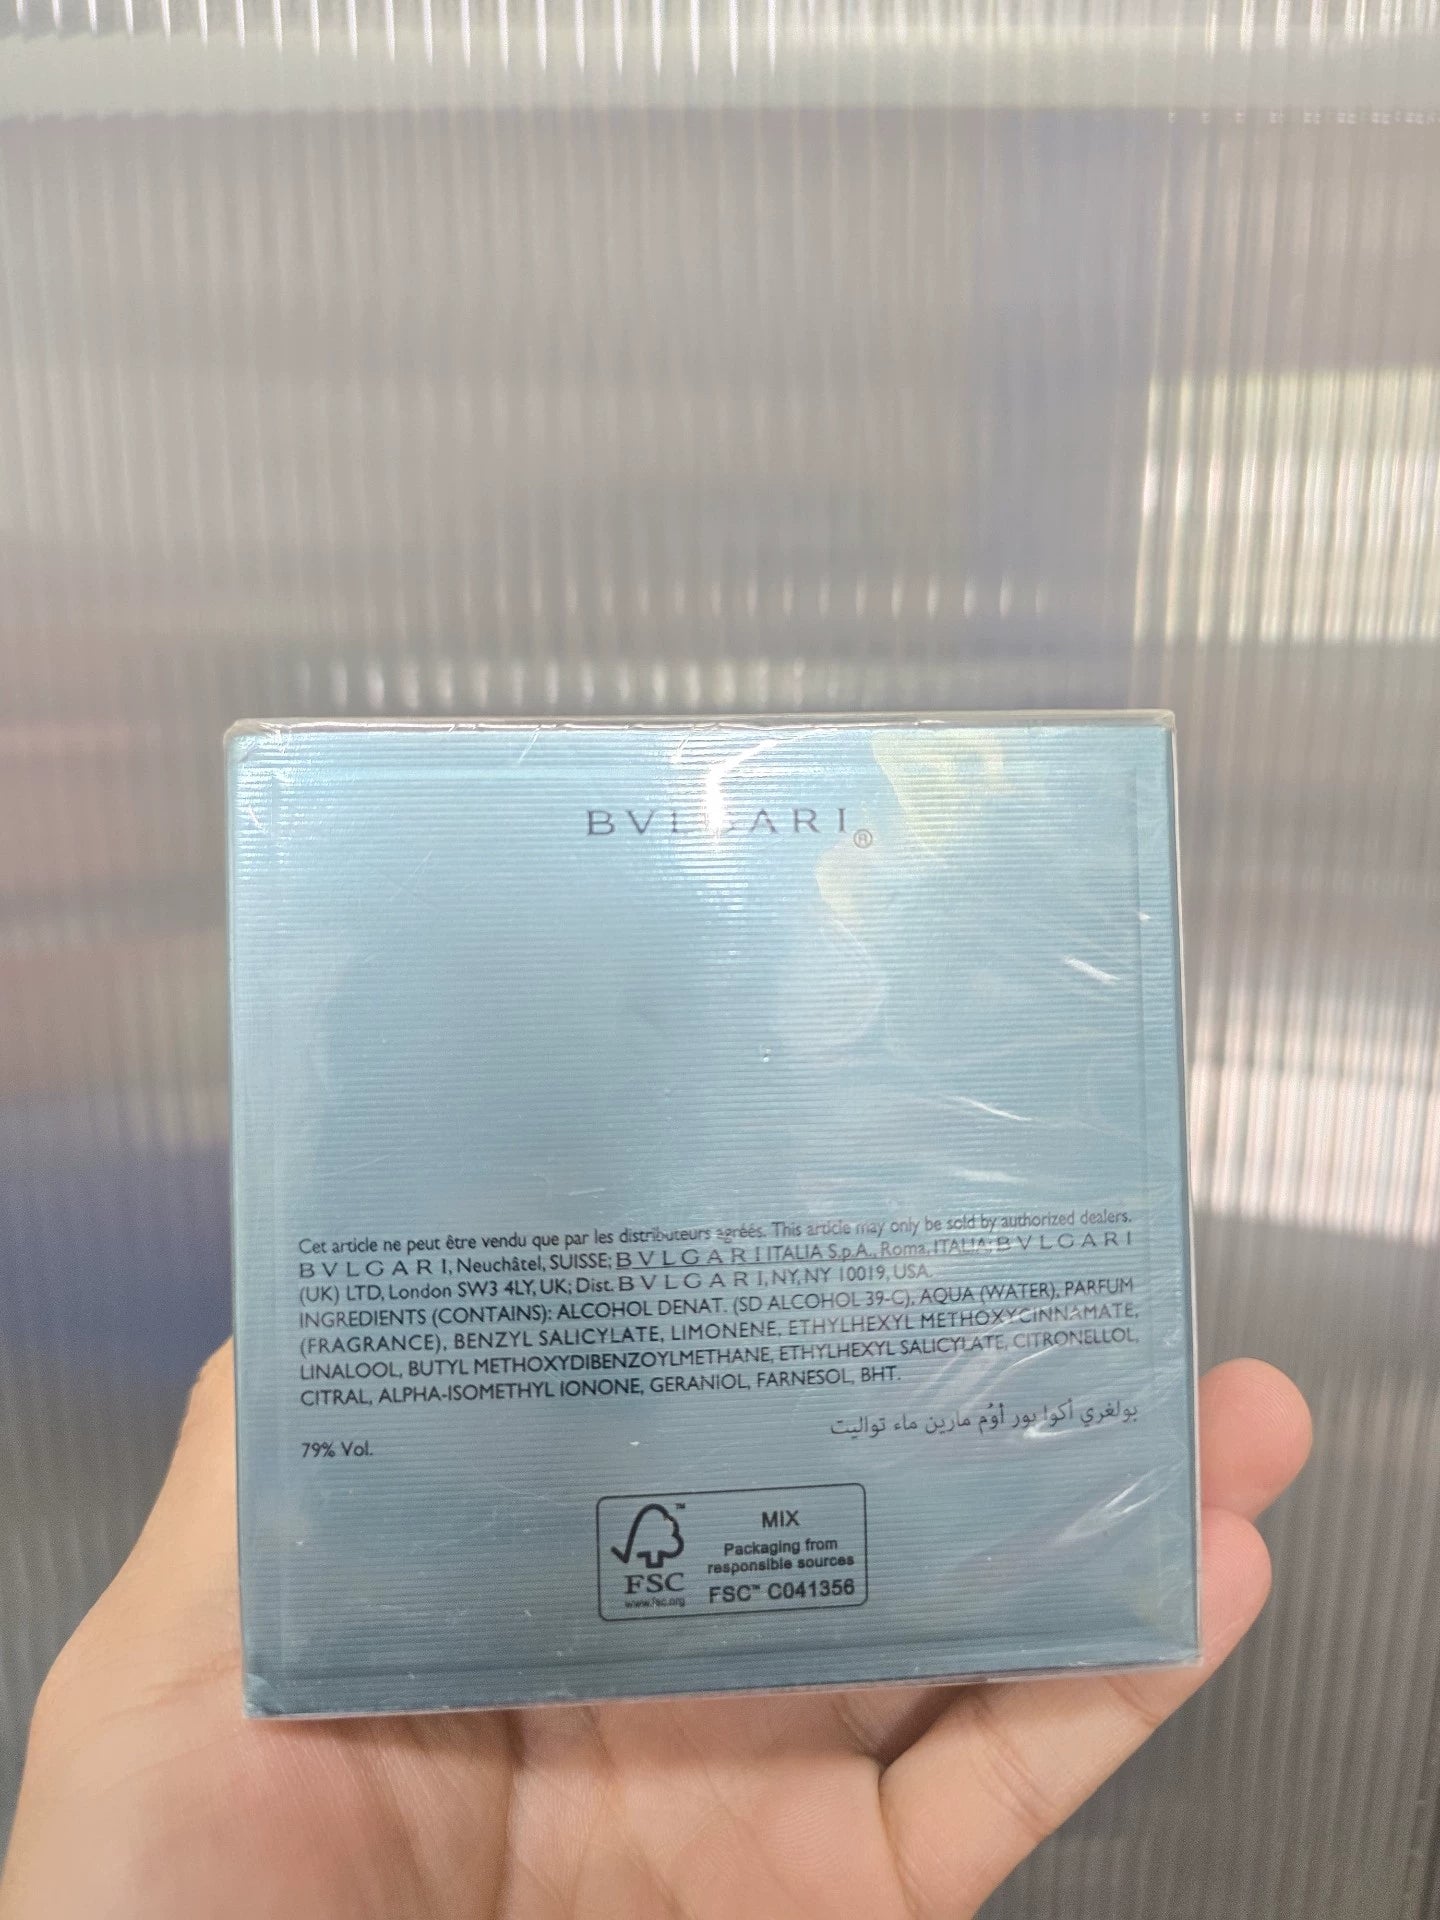 BVLGARI®
Cet article ne peut être vendu que par les distributeurs agréés. This article may only be sold by authorized dealers.
BVLGARI, Neuchâtel, SUISSE; BVLGARI ITALIA S.p.A., Roma, ITALIA; BVLGARI
(UK) LTD, London SW3 4LY, UK; Dist. BVLGARI, NY, NY 10019, USA.
INGREDIENTS (CONTAINS): ALCOHOL DENAT. (SD ALCOHOL 39-C), AQUA (WATER), PARFUM
(FRAGRANCE), BENZYL SALICYLATE, LIMONENE, ETHYLHEXYL METHOXYCINNAMATE,
LINALOOL, BUTYL METHOXYDIBENZOYLMETHANE, ETHYLHEXYL SALICYLATE, CITRONELLOL,
CITRAL, ALPHA-ISOMETHYL IONONE, GERANIOL, FARNESOL, BHT.
بولغري أكوا بور أوُم مارين ماء تواليت
79% Vol.
FSC™
www.fsc.org
MIX
Packaging from
responsible sources
FSC™ C041356